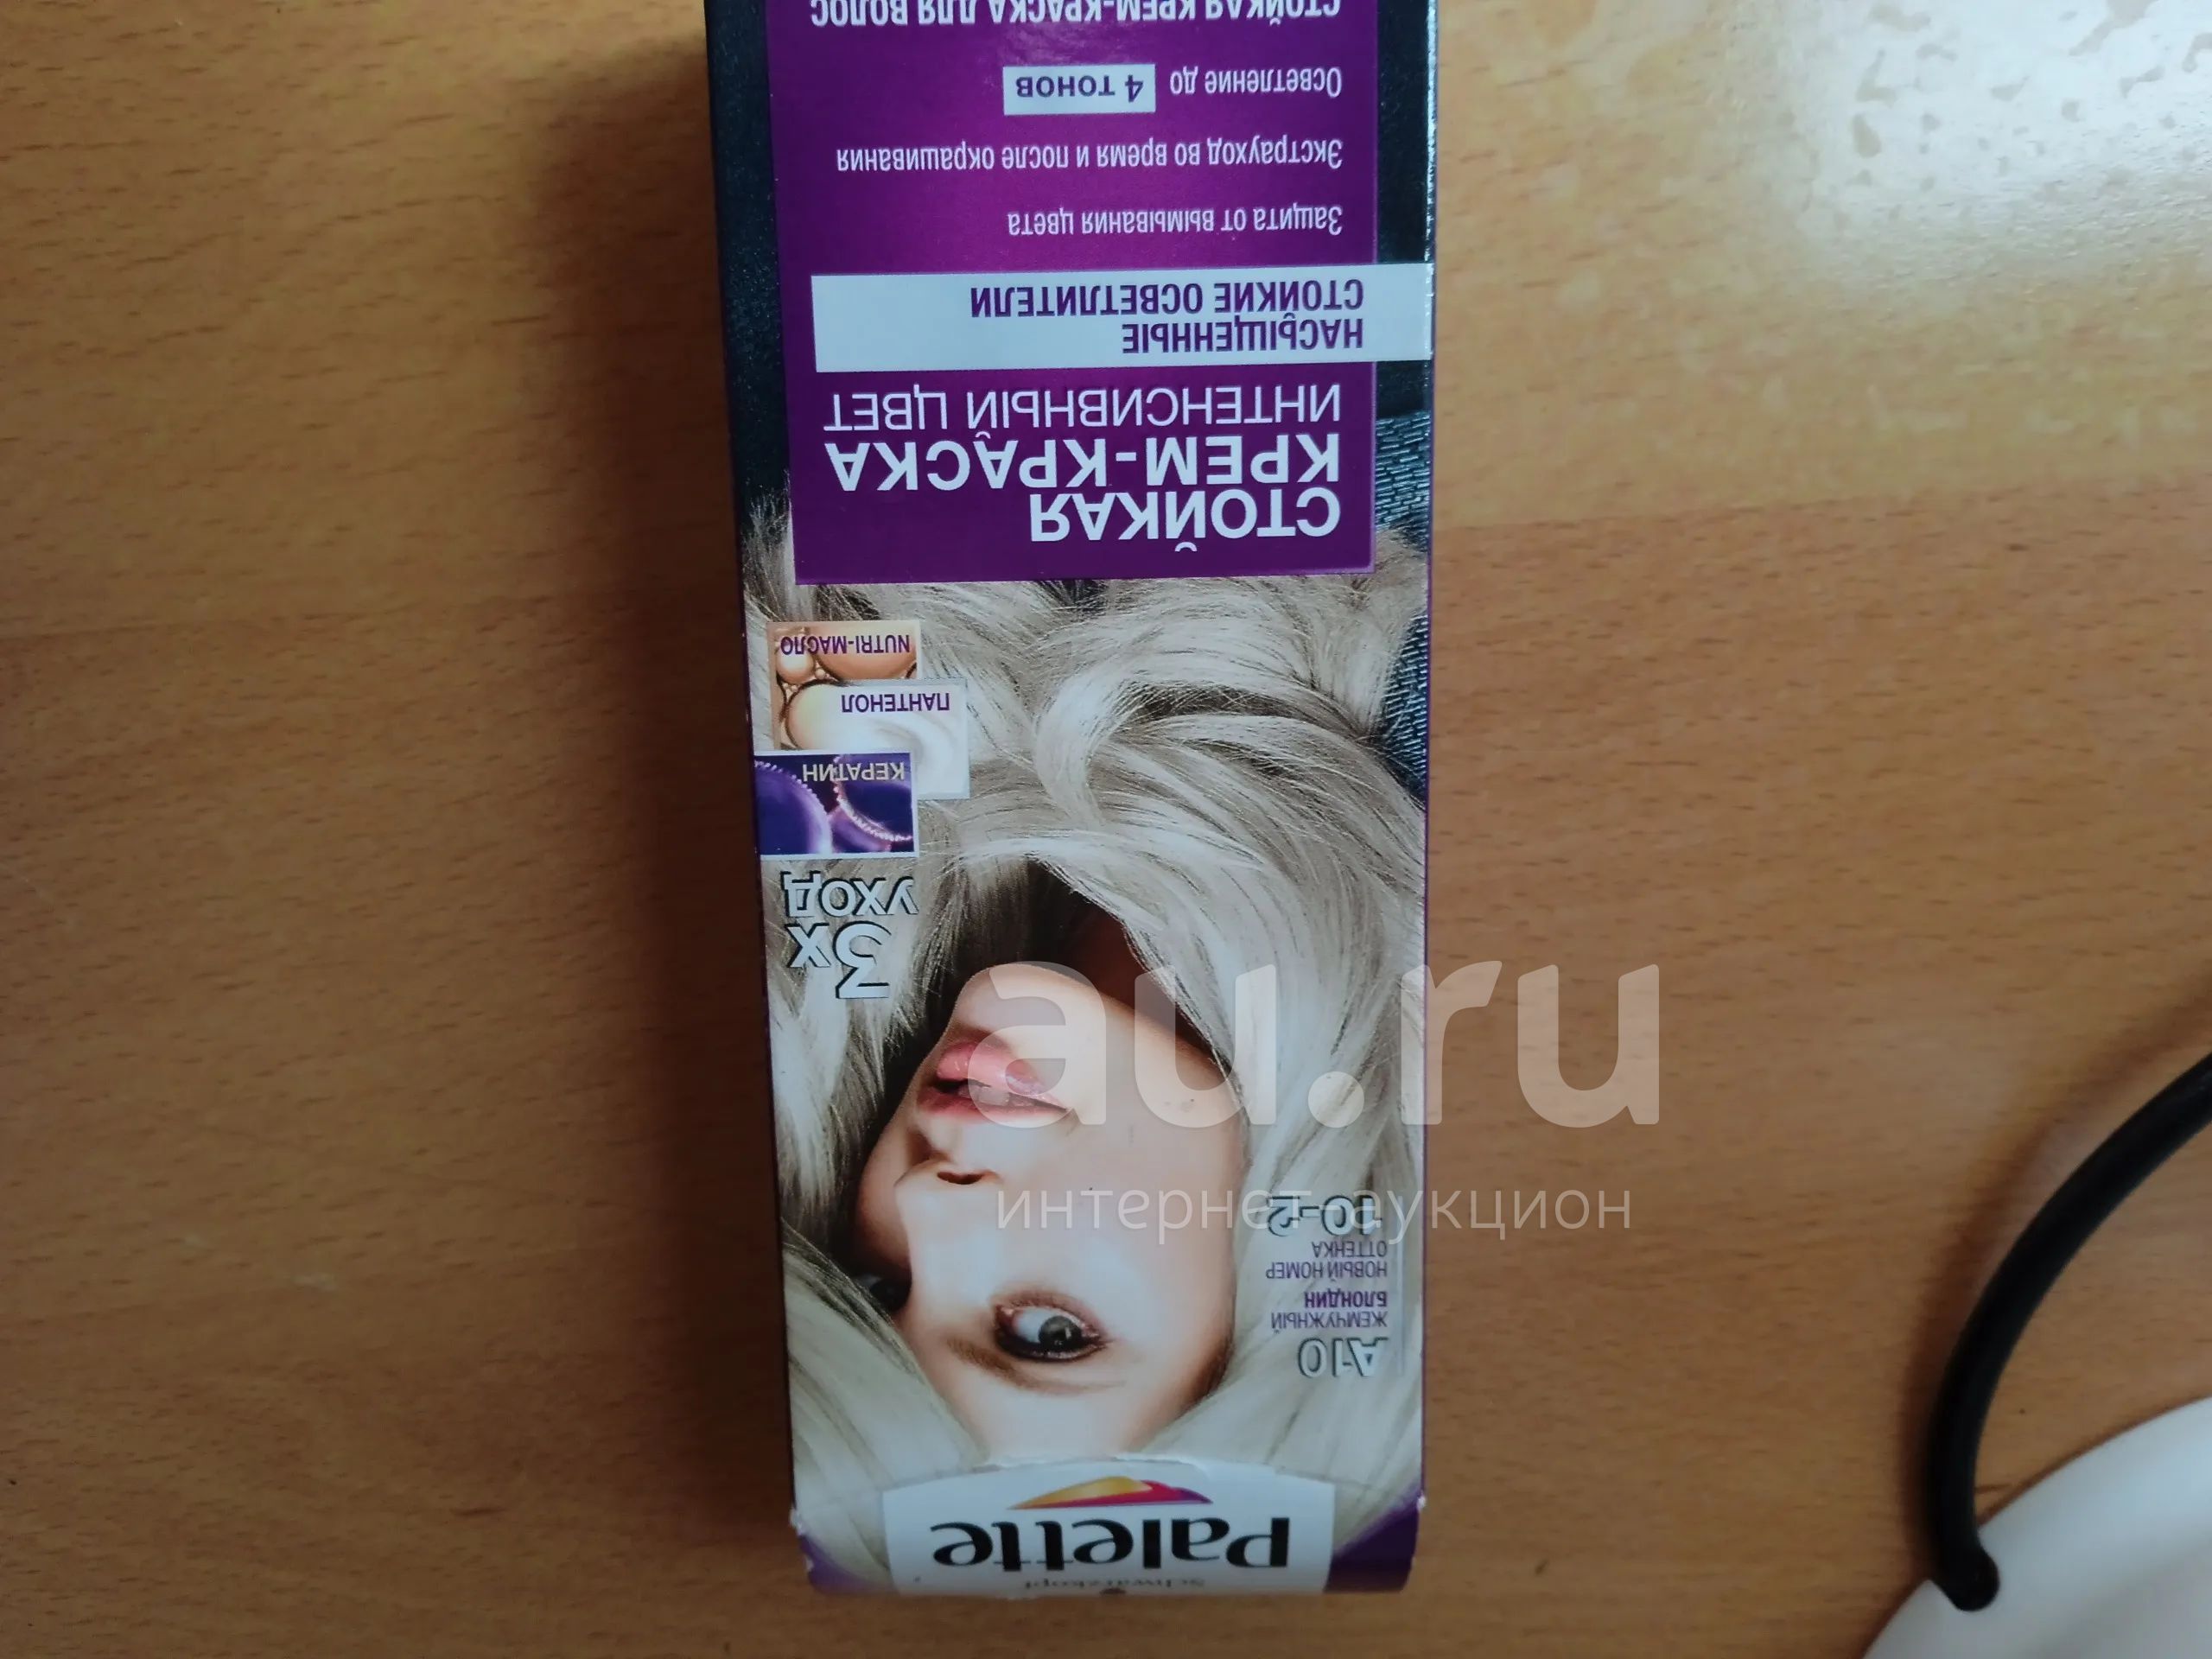 Schwarzkopf
Palette
A10
ЖЕМЧУЖНЫЙ
БЛОНДИН
НОВЫЙ НОМЕР
ОТТЕНКА
10-2
3X
УХОД
КЕРАТИН
ПАНТЕНОЛ
NUTRI-МАСЛО
СТОЙКАЯ
КРЕМ-КРАСКА
ИНТЕНСИВНЫЙ ЦВЕТ
НАСЫЩЕННЫЕ
СТОЙКИЕ ОСВЕТЛИТЕЛИ
Защита от вымывания цвета
Экстрауход во время и после окрашивания
Осветление до 4 ТОНОВ
СТОЙКАЯ КРЕМ-КРАСКА ДЛЯ ВОЛОС
au.ru
интернет-аукцион